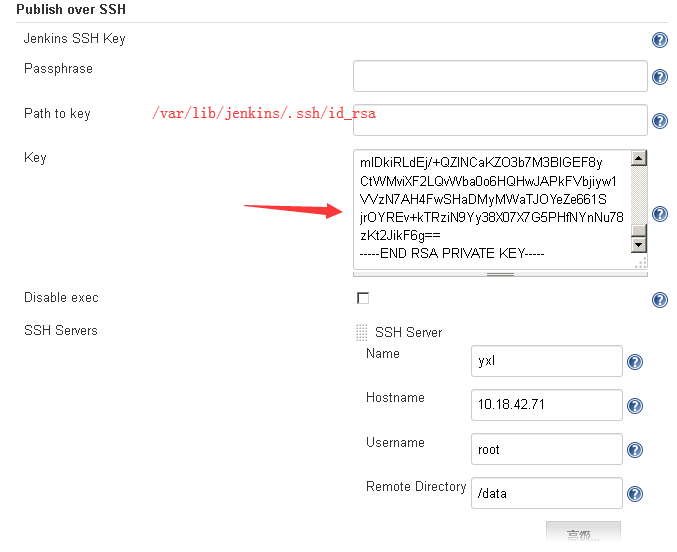 Publish over SSH
Jenkins SSH Key
Passphrase
Path to key /var/lib/jenkins/.ssh/id_rsa
Key
mIDkiRLdEj/+QZlNCaKZO3b7M3BIGEF8y
CtWMviXF2LQvWba0o6HQHwJAPkFVbjiyw1
VVzN7AH4FwSHaDMyMWaTJOYeZe661S
jrOYREv+kTRziN9Yy38X07X7G5PHfNYnNu78
zKt2JikF6g==
-----END RSA PRIVATE KEY-----
Disable exec
SSH Servers
SSH Server
Name yxl
Hostname 10.18.42.71
Username root
Remote Directory /data
高级...